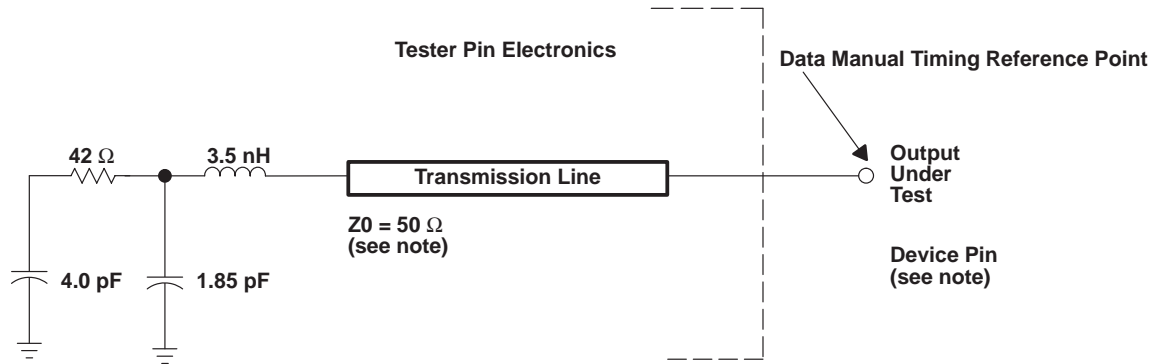 Tester Pin Electronics
Data Manual Timing Reference Point
42 Ω
3.5 nH
Transmission Line
Output
Under
Test
Z0 = 50 Ω
(see note)
Device Pin
(see note)
4.0 pF
1.85 pF